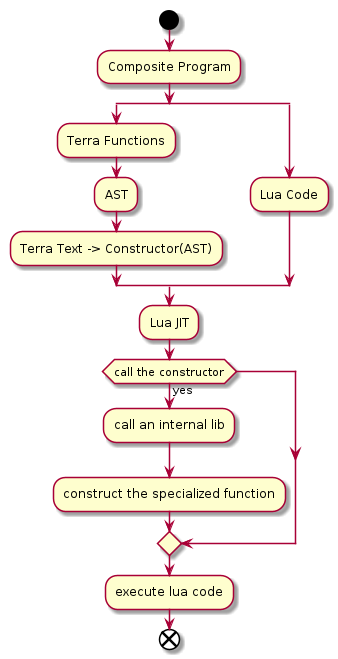 Composite Program
Terra Functions
AST
Lua Code
Terra Text -> Constructor(AST)
Lua JIT
call the constructor
yes
call an internal lib
construct the specialized function
execute lua code